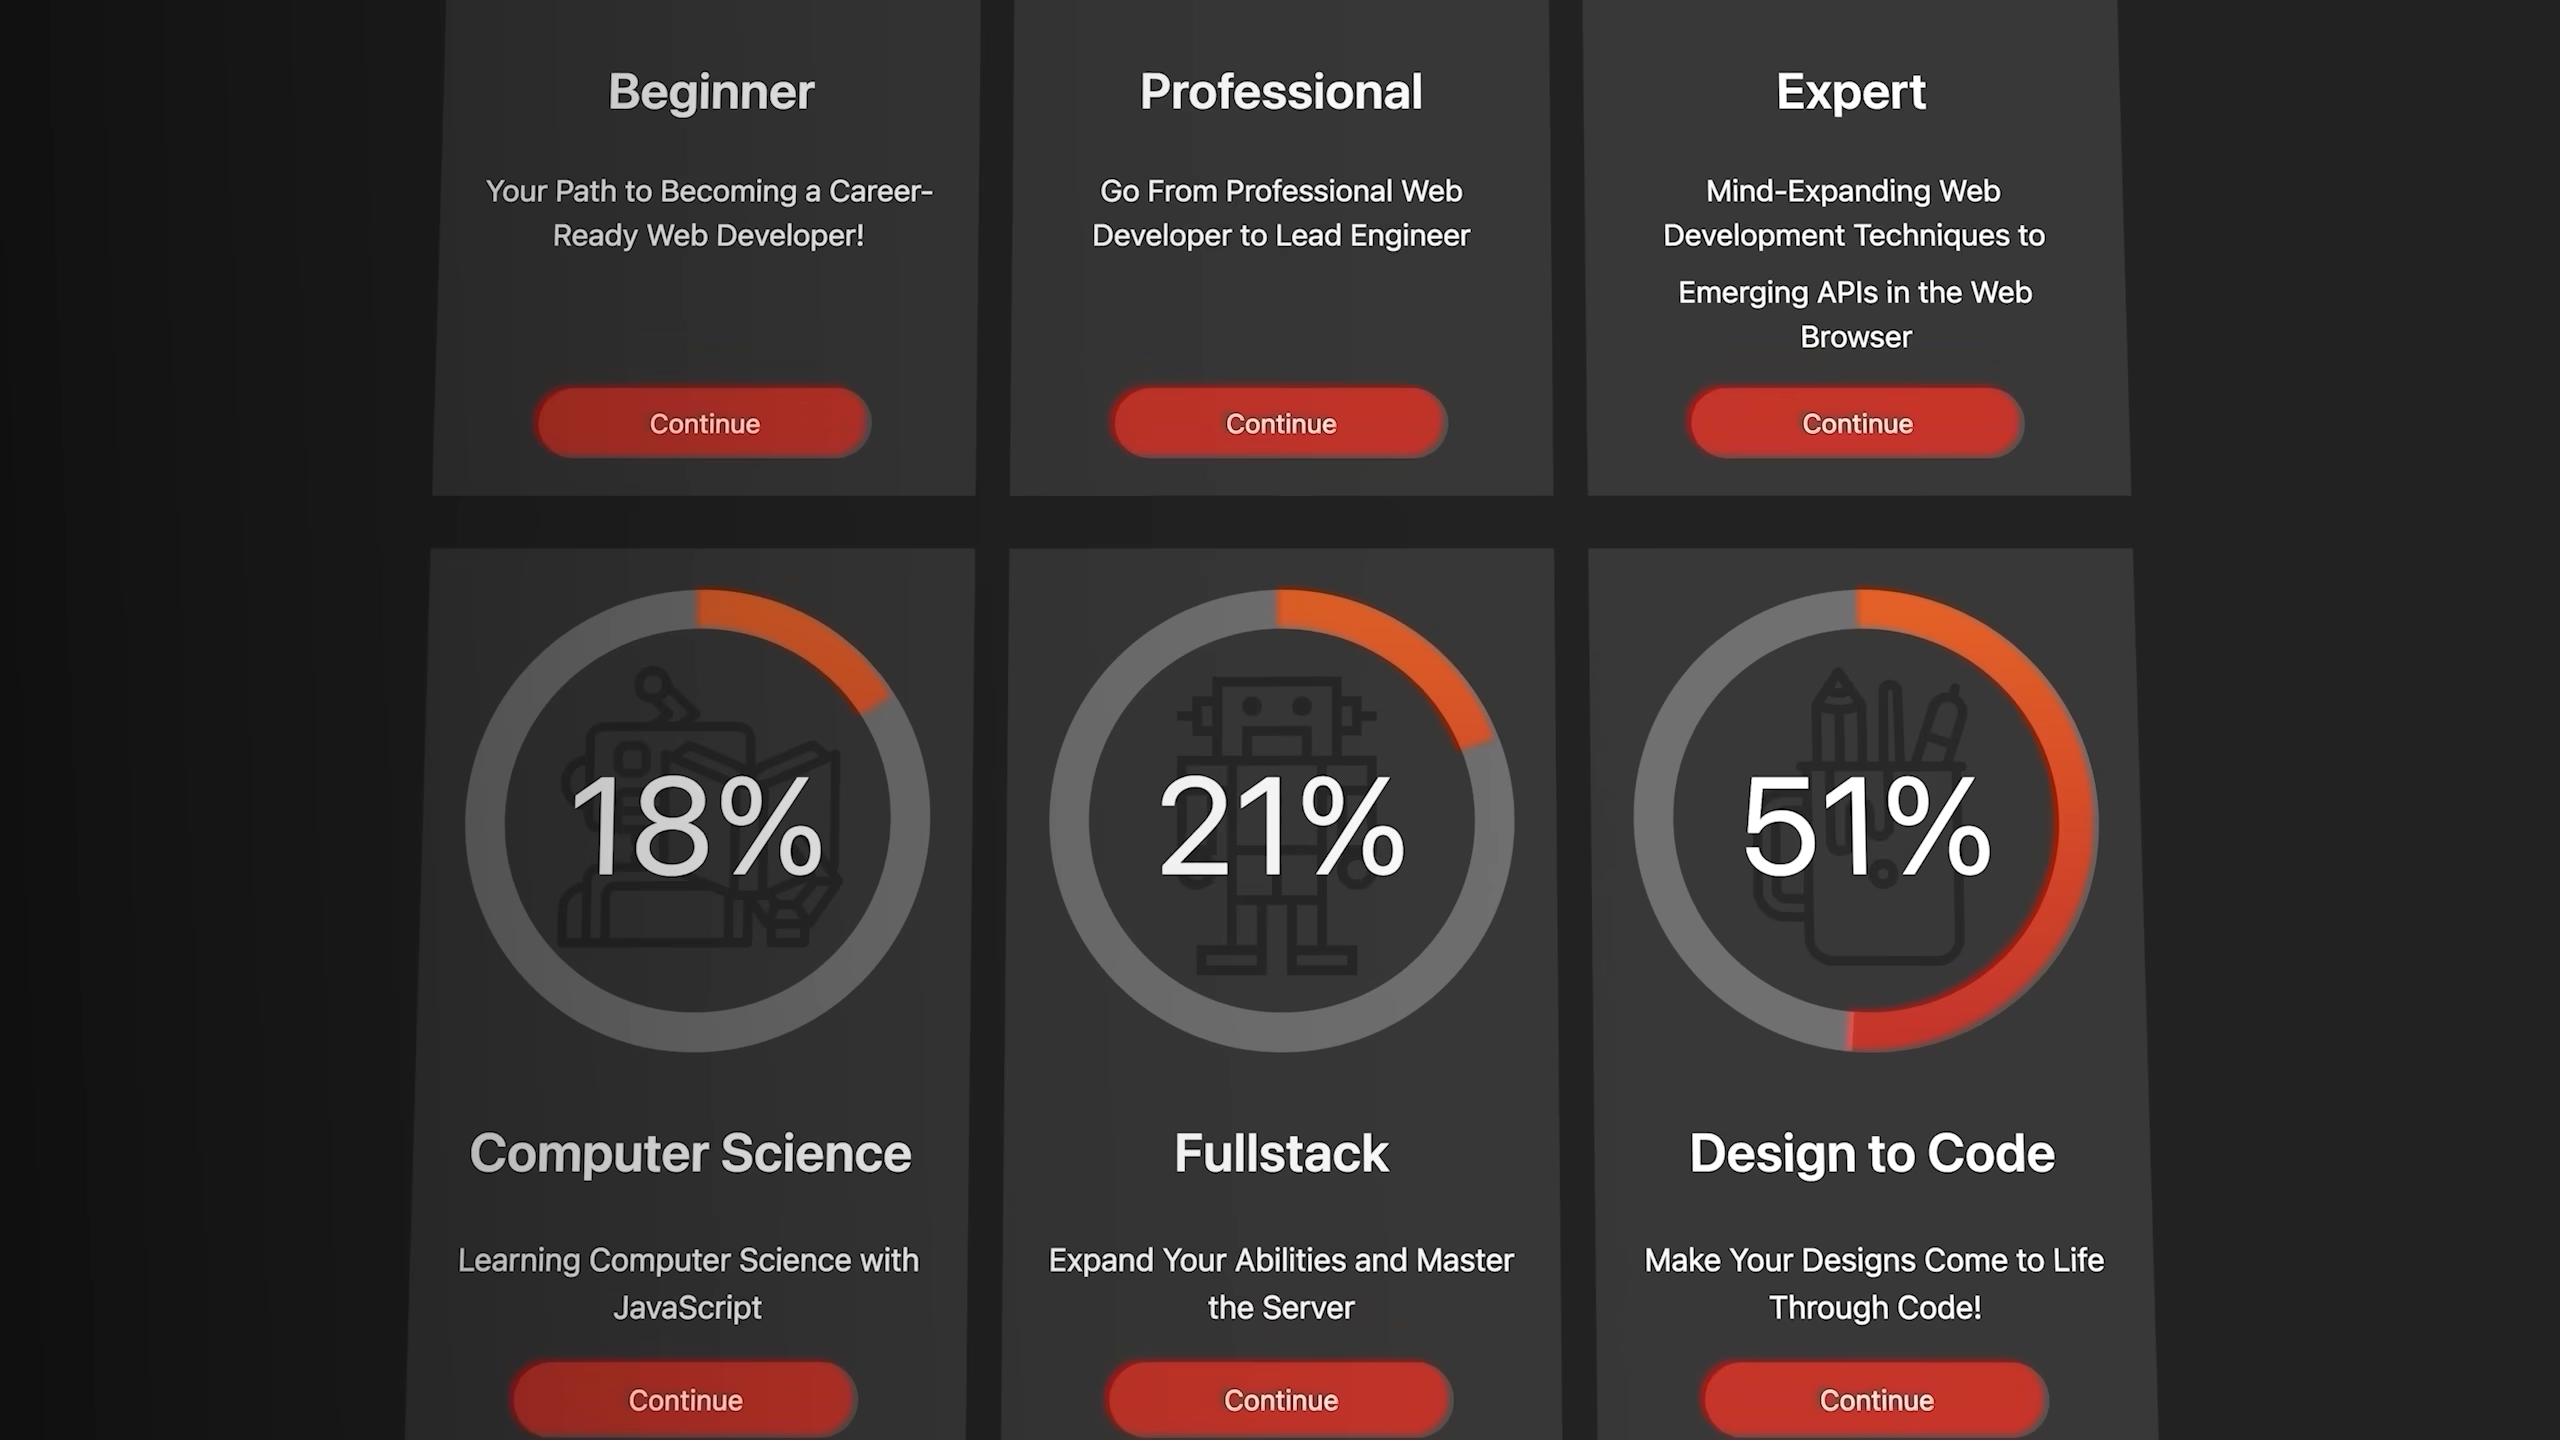 Beginner
Your Path to Becoming a Career-
Ready Web Developer!
Continue
Professional
Go From Professional Web
Developer to Lead Engineer
Continue
Expert
Mind-Expanding Web
Development Techniques to
Emerging APIs in the Web
Browser
Continue
18%
Computer Science
Learning Computer Science with
JavaScript
Continue
21%
Fullstack
Expand Your Abilities and Master
the Server
Continue
51%
Design to Code
Make Your Designs Come to Life
Through Code!
Continue